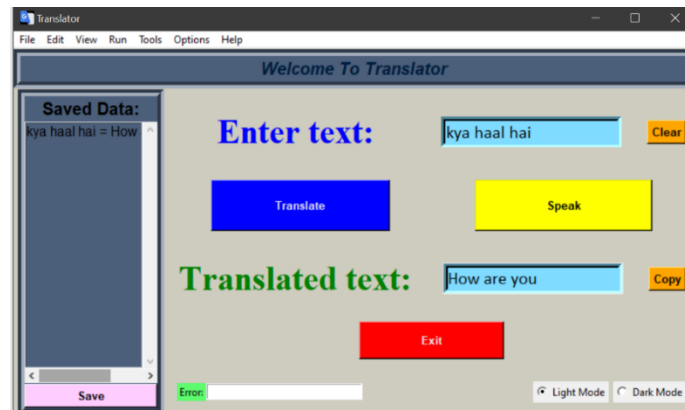 Translator
File Edit View Run Tools Options Help
Welcome To Translator
Saved Data:
kya haal hai = How
Save
Enter text:
kya haal hai
Clear
Translate
Speak
Translated text:
How are you
Copy
Exit
Error:
Light Mode Dark Mode